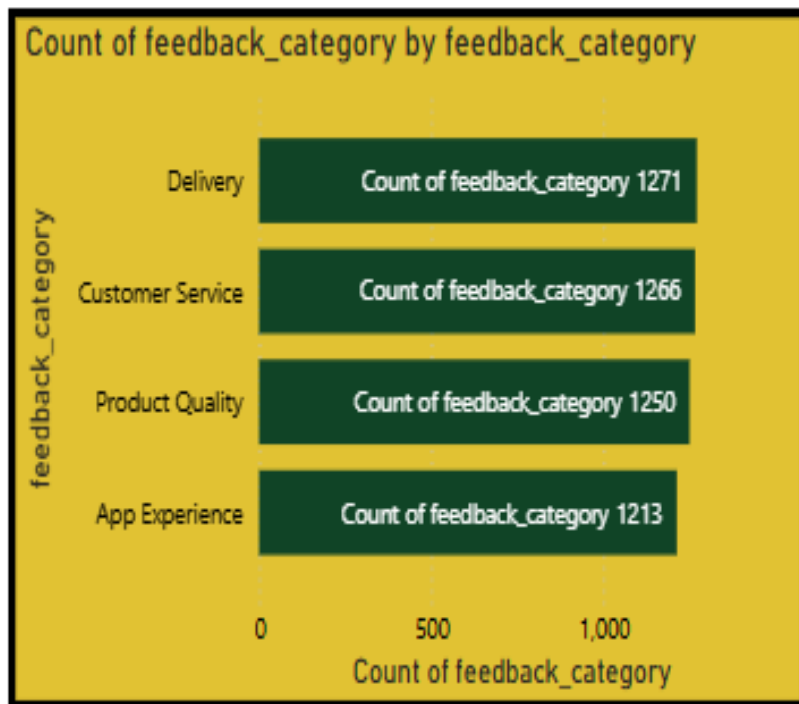 Count of feedback_category by feedback_category
feedback_category
Delivery
Count of feedback_category 1271
Customer Service
Count of feedback_category 1266
Product Quality
Count of feedback_category 1250
App Experience
Count of feedback_category 1213
0 500 1,000
Count of feedback_category